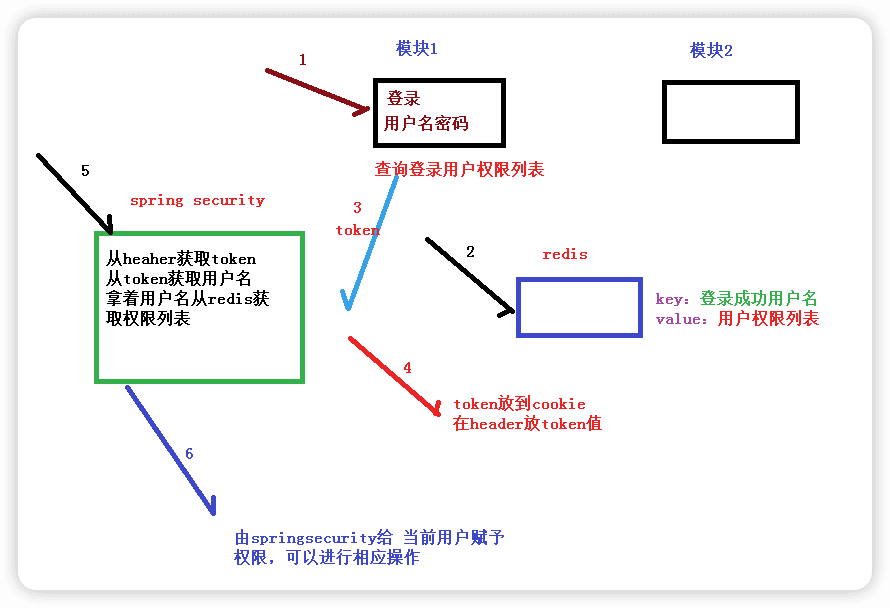 模块1
模块2
1
登录
用户名密码
查询登录用户权限列表
5
spring security
3
token
2
redis
从heaher获取token
从token获取用户名
拿着用户名从redis获
取权限列表
key：登录成功用户名
value：用户权限列表
4
token放到cookie
在header放token值
6
由springsecurity给 当前用户赋予
权限，可以进行相应操作